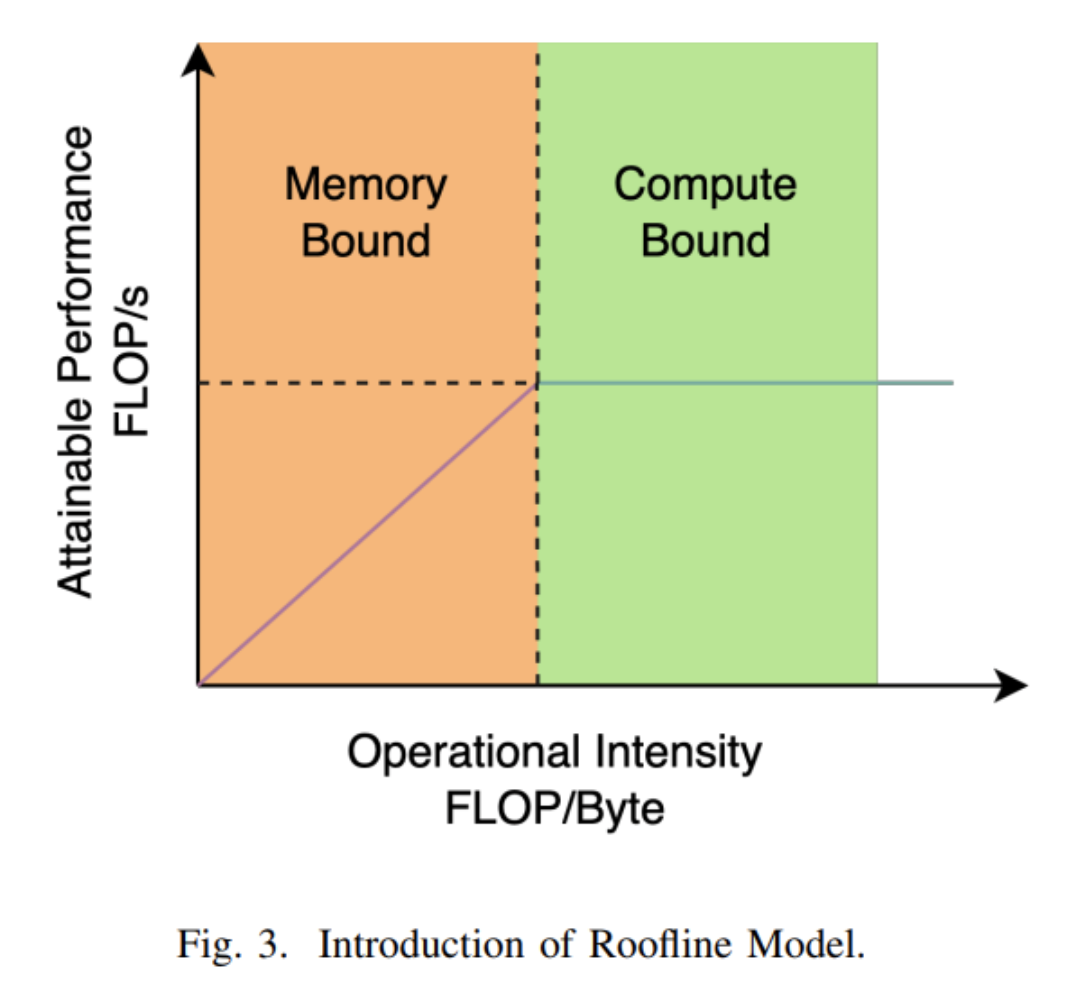 Memory
Bound
Compute
Bound
Attainable Performance
FLOP/s
Operational Intensity
FLOP/Byte
Fig. 3. Introduction of Roofline Model.